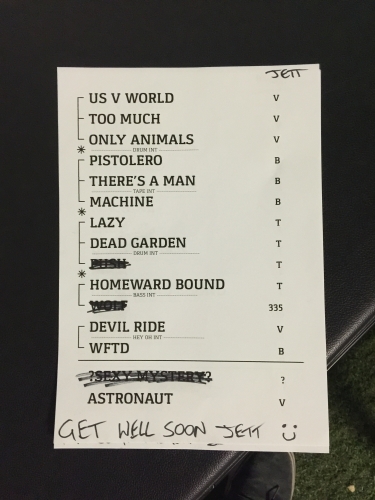 JETT
US V WORLD V
TOO MUCH V
ONLY ANIMALS V
* DRUM INT
PISTOLERO B
THERE'S A MAN B
TAPE INT
MACHINE B
*
LAZY T
DEAD GARDEN T
DRUM INT
PUSH T
*
HOMEWARD BOUND T
BASS INT
WOLF 335
DEVIL RIDE V
HEY OH INT
WFTD B
?SEXY MYSTERY? ?
ASTRONAUT V
GET WELL SOON JETT :)